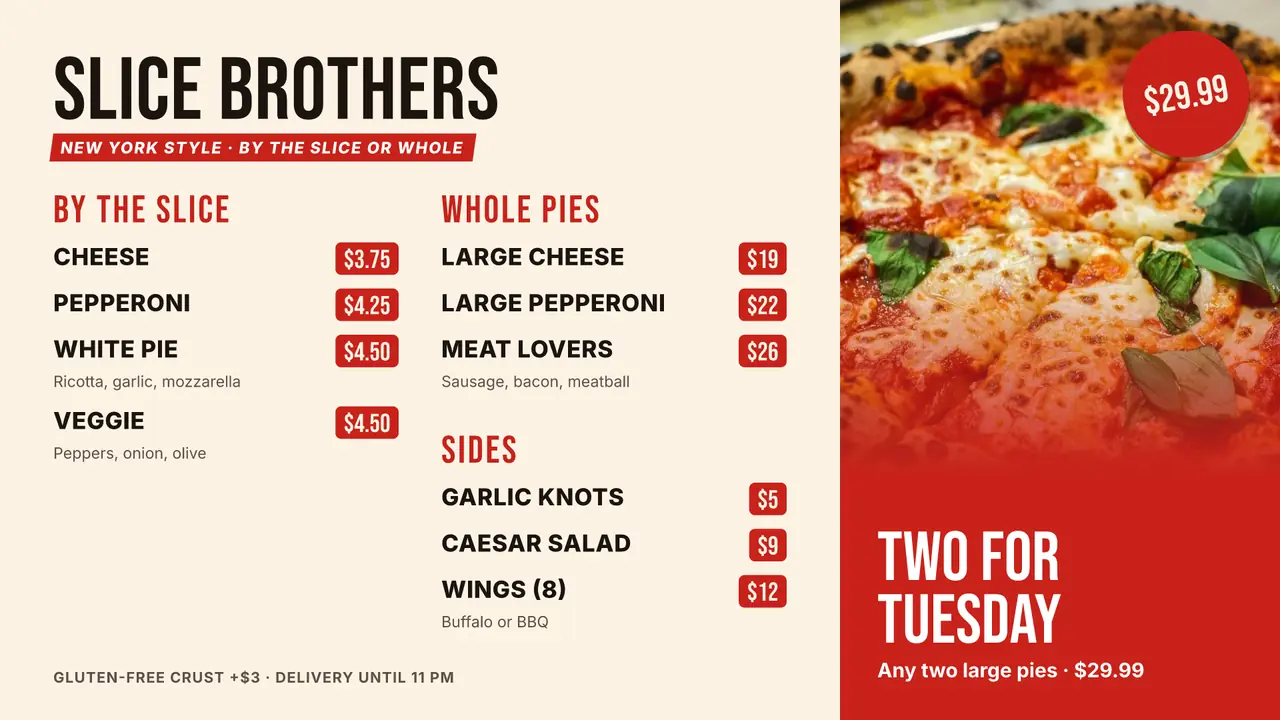 SLICE BROTHERS
NEW YORK STYLE · BY THE SLICE OR WHOLE
BY THE SLICE
CHEESE $3.75
PEPPERONI $4.25
WHITE PIE $4.50
Ricotta, garlic, mozzarella
VEGGIE $4.50
Peppers, onion, olive
WHOLE PIES
LARGE CHEESE $19
LARGE PEPPERONI $22
MEAT LOVERS $26
Sausage, bacon, meatball
SIDES
GARLIC KNOTS $5
CAESAR SALAD $9
WINGS (8) $12
Buffalo or BBQ
GLUTEN-FREE CRUST +$3 · DELIVERY UNTIL 11 PM
$29.99
TWO FOR
TUESDAY
Any two large pies · $29.99